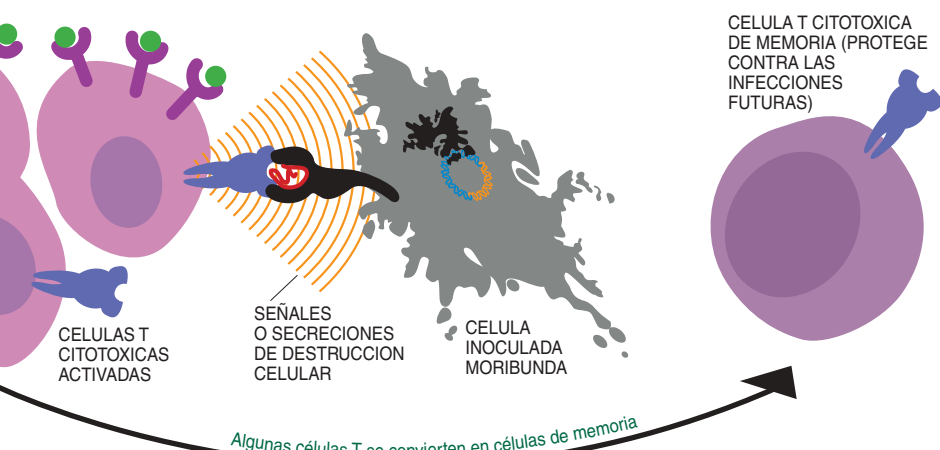 CELULA T CITOTOXICA
DE MEMORIA (PROTEGE
CONTRA LAS
INFECCIONES
FUTURAS)
SEÑALES
O SECRECIONES
DE DESTRUCCION
CELULAR
CELULA
INOCULADA
MORIBUNDA
CELULAS T
CITOTOXICAS
ACTIVADAS
Algunas células T se convierten en células de memoria